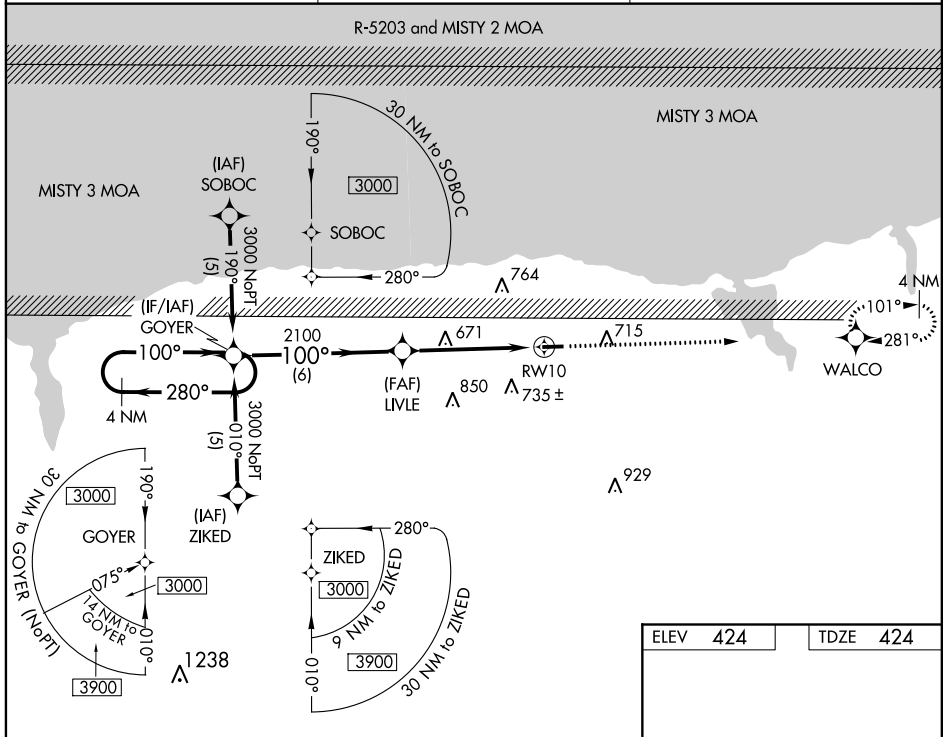 R-5203 and MISTY 2 MOA
MISTY 3 MOA
MISTY 3 MOA
(IAF)
SOBOC
3000 NoPT
190°
(5)
190°
30 NM to SOBOC
3000
SOBOC
280°
764
(IF/IAF)
GOYER
100°
280°
4 NM
2100
100°
(6)
(FAF)
LIVLE
671
850
735 ±
RW10
715
4 NM
101°
281°
WALCO
3000 NoPT
010°
(5)
(IAF)
ZIKED
929
30 NM to GOYER (NoPT)
3000
190°
GOYER
075°
3000
14 NM to
GOYER
010°
3900
1238
280°
ZIKED
3000
9 NM to ZIKED
010°
3900
30 NM to ZIKED
ELEV 424
TDZE 424